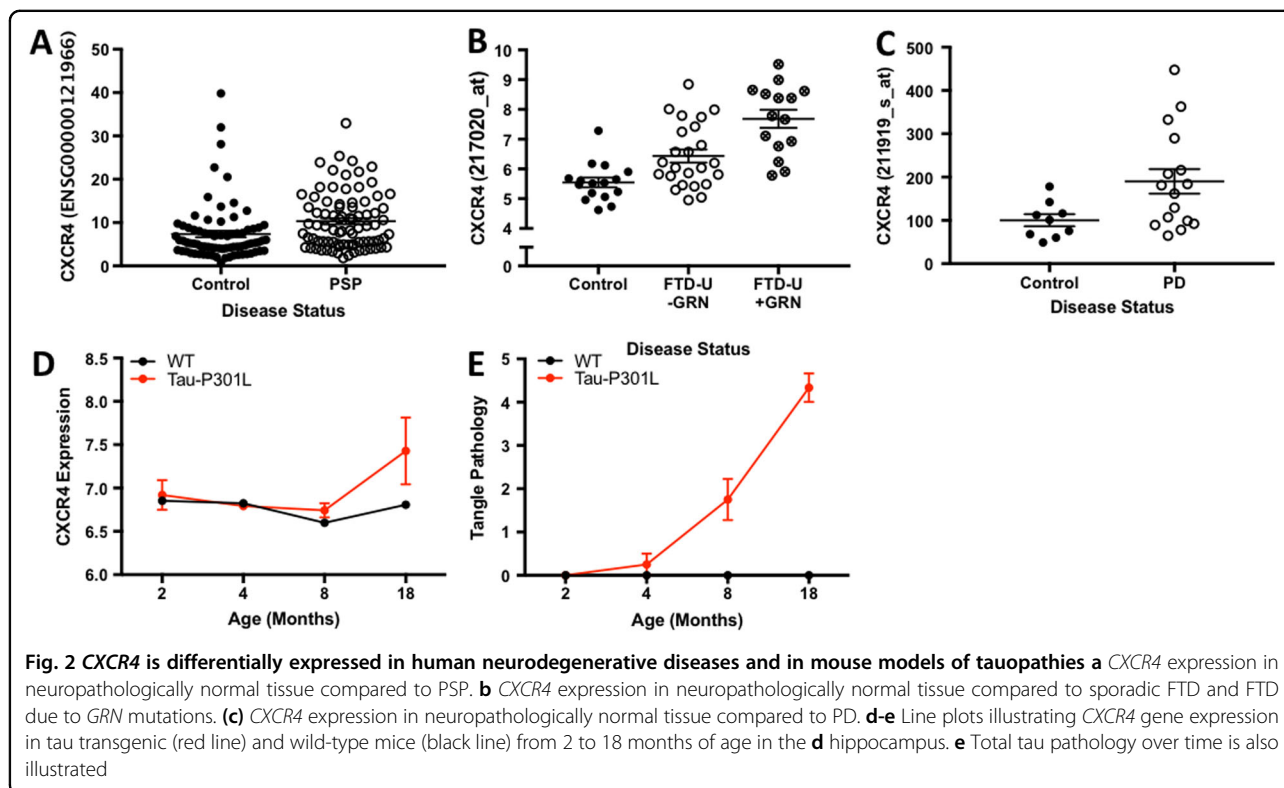 A
CXCR4 (ENSG00000121966)
50
40
30
20
10
0
Control
PSP
Disease Status
B
CXCR4 (217020_at)
10
9
8
7
6
5
4
0
Control
FTD-U
-GRN
FTD-U
+GRN
Disease Status
C
CXCR4 (211919_s_at)
500
400
300
200
100
0
Control
PD
Disease Status
D
WT
Tau-P301L
CXCR4 Expression
8.5
8.0
7.5
7.0
6.5
6.0
2
4
8
18
Age (Months)
E
WT
Tau-P301L
Tangle Pathology
5
4
3
2
1
0
2
4
8
18
Age (Months)
Fig. 2 CXCR4 is differentially expressed in human neurodegenerative diseases and in mouse models of tauopathies a CXCR4 expression in
neuropathologically normal tissue compared to PSP. b CXCR4 expression in neuropathologically normal tissue compared to sporadic FTD and FTD
due to GRN mutations. (c) CXCR4 expression in neuropathologically normal tissue compared to PD. d-e Line plots illustrating CXCR4 gene expression
in tau transgenic (red line) and wild-type mice (black line) from 2 to 18 months of age in the d hippocampus. e Total tau pathology over time is also
illustrated